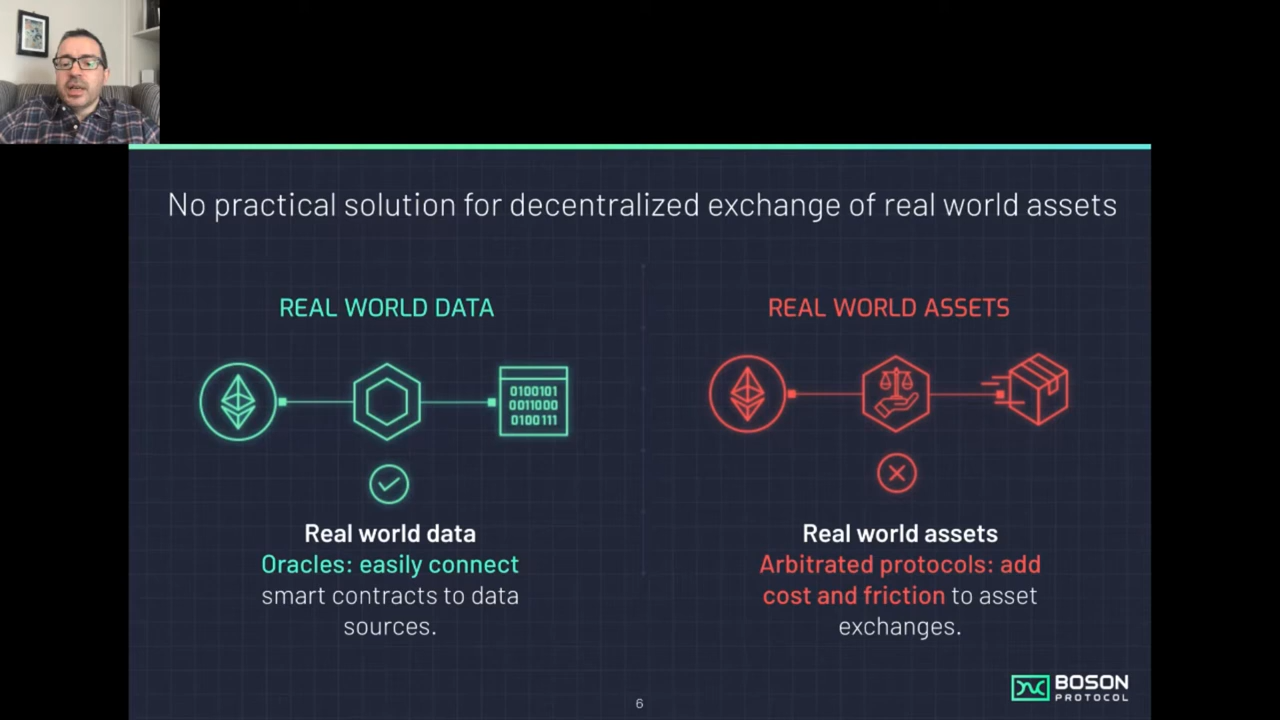 No practical solution for decentralized exchange of real world assets
REAL WORLD DATA
0100101
0011000
0100111
Real world data
Oracles: easily connect
smart contracts to data
sources.
REAL WORLD ASSETS
Real world assets
Arbitrated protocols: add
cost and friction to asset
exchanges.
6
BOSON
PROTOCOL